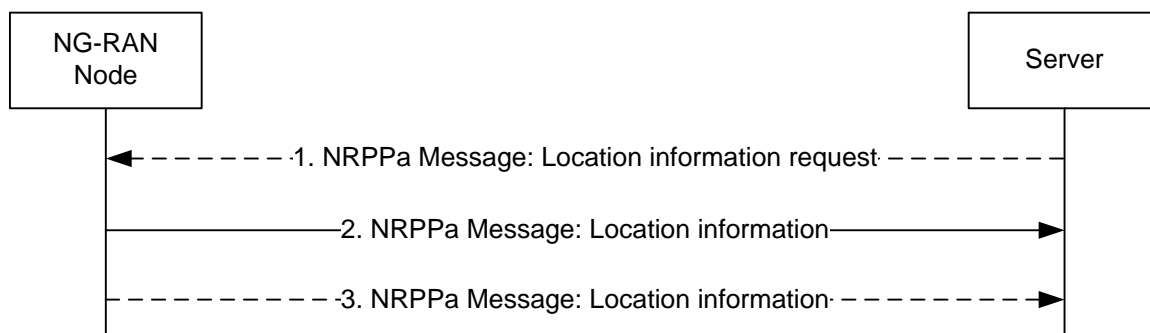 NG-RAN
Node
Server
1. NRPPa Message: Location information request
2. NRPPa Message: Location information
3. NRPPa Message: Location information